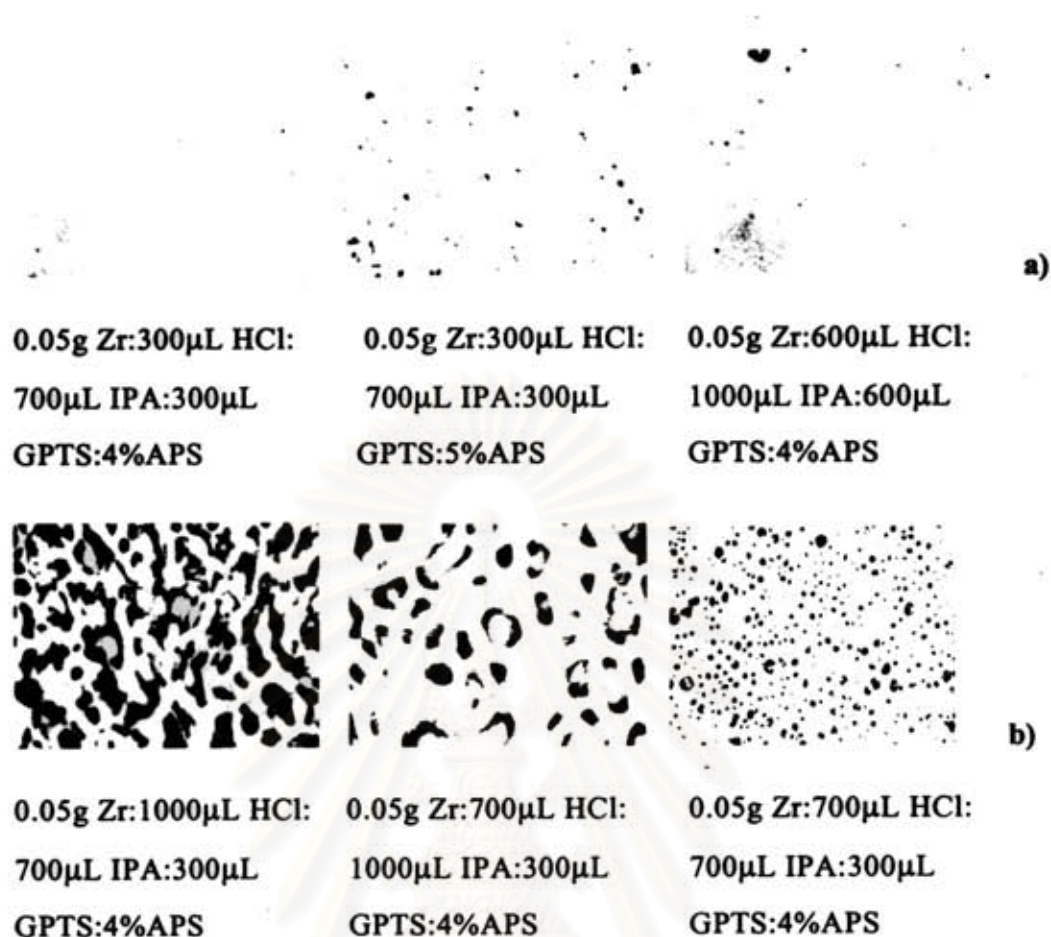 a)
0.05g Zr:300µL HCl:
700µL IPA:300µL
GPTS:4%APS
0.05g Zr:300µL HCl:
700µL IPA:300µL
GPTS:5%APS
0.05g Zr:600µL HCl:
1000µL IPA:600µL
GPTS:4%APS
b)
0.05g Zr:1000µL HCl:
700µL IPA:300µL
GPTS:4%APS
0.05g Zr:700µL HCl:
1000µL IPA:300µL
GPTS:4%APS
0.05g Zr:700µL HCl:
700µL IPA:300µL
GPTS:4%APS